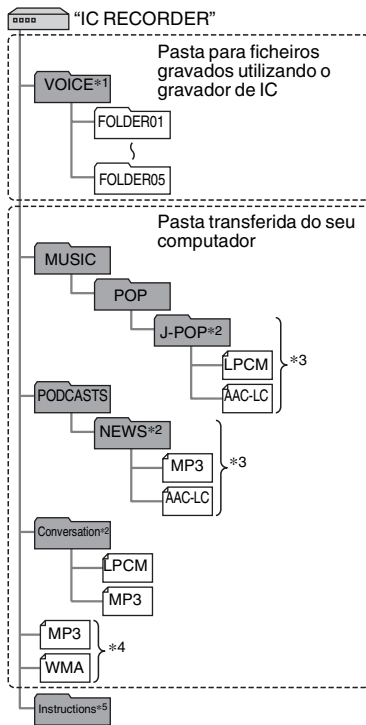 “IC RECORDER”
Pasta para ficheiros
gravados utilizando o
gravador de IC
VOICE*1
FOLDER01
FOLDER05
Pasta transferida do seu
computador
MUSIC
POP
J-POP*2
LPCM
*3
AAC-LC
PODCASTS
NEWS*2
*3
MP3
AAC-LC
Conversation*2
LPCM
MP3
MP3
*4
WMA
Instructions*5